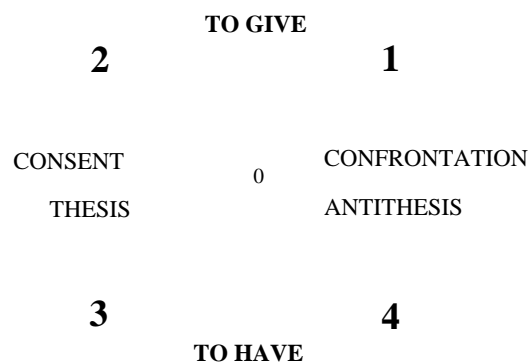 TO GIVE
2 1
CONSENT CONFRONTATION
0
THESIS ANTITHESIS
3 4
TO HAVE